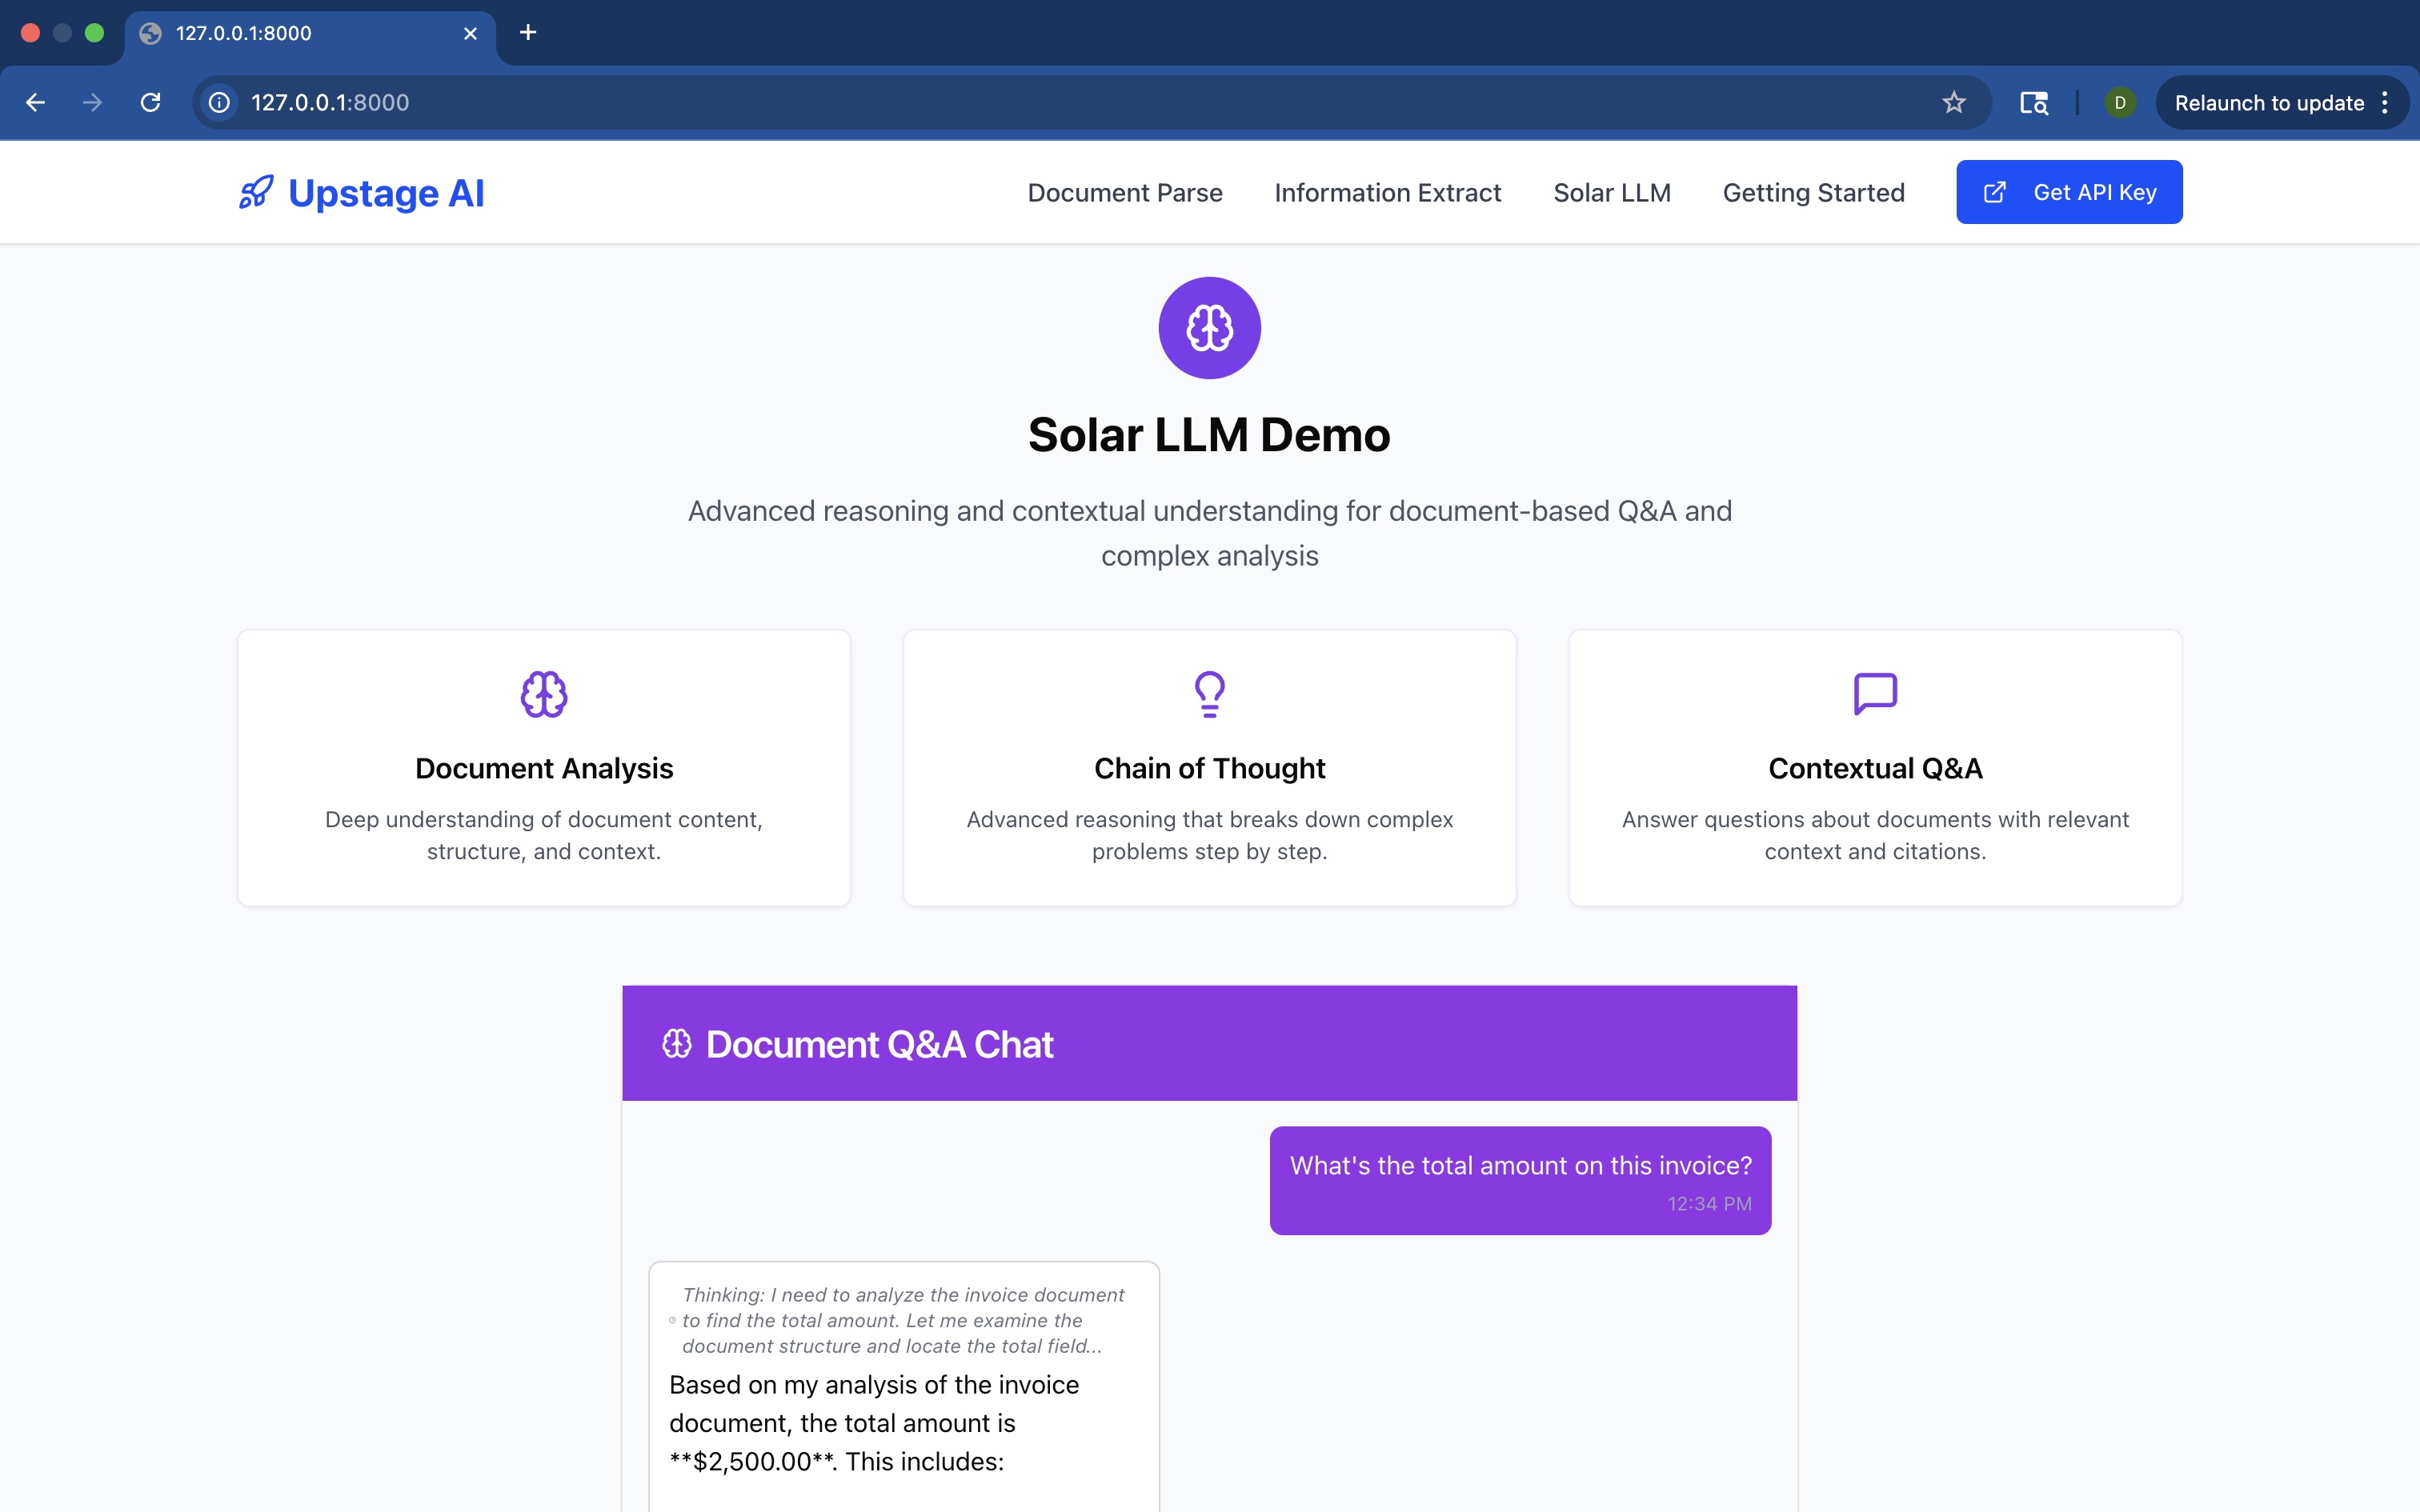 127.0.0.1:8000
127.0.0.1:8000
D
Relaunch to update
Upstage AI
Document Parse
Information Extract
Solar LLM
Getting Started
Get API Key
Solar LLM Demo
Advanced reasoning and contextual understanding for document-based Q&A and
complex analysis
Document Analysis
Deep understanding of document content,
structure, and context.
Chain of Thought
Advanced reasoning that breaks down complex
problems step by step.
Contextual Q&A
Answer questions about documents with relevant
context and citations.
Document Q&A Chat
What's the total amount on this invoice?
12:34 PM
Thinking: I need to analyze the invoice document
to find the total amount. Let me examine the
document structure and locate the total field...
Based on my analysis of the invoice
document, the total amount is
**$2,500.00**. This includes: